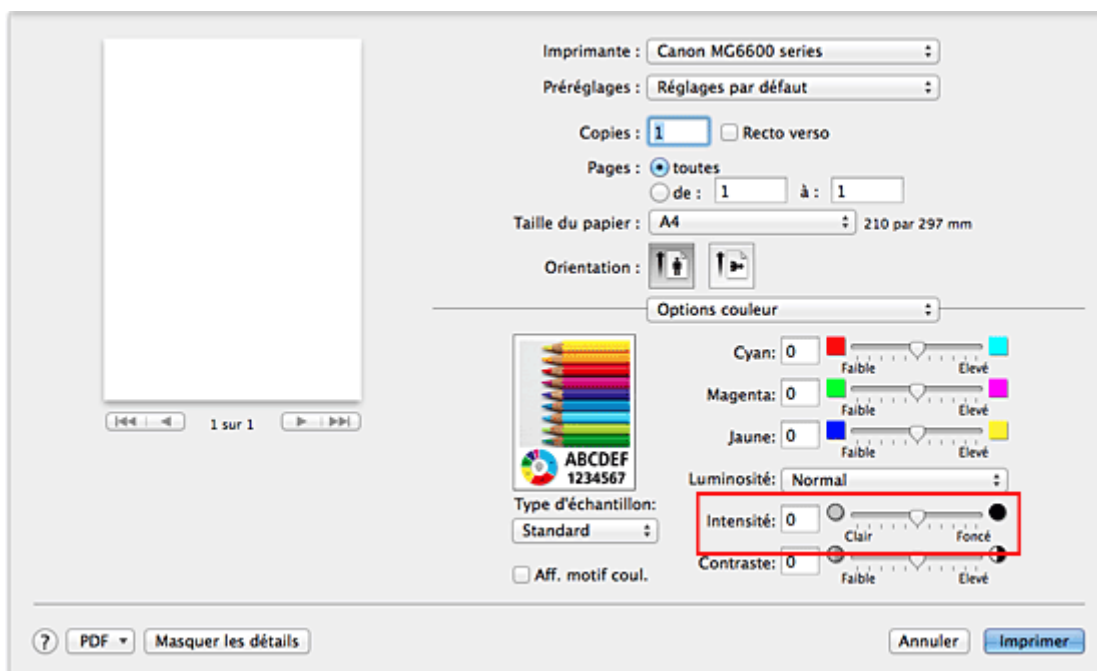 Imprimante : Canon MG6600 series
Préréglages : Réglages par défaut
Copies : 1 Recto verso
Pages : toutes
de : 1 à : 1
Taille du papier : A4 210 par 297 mm
Orientation :
Options couleur
Cyan: 0
Faible Elevé
Magenta: 0
Faible Elevé
Jaune: 0
Faible Elevé
1 sur 1
ABCDEF
1234567
Luminosité: Normal
Type d'échantillon:
Standard
Intensité: 0
Clair Foncé
Contraste: 0
Faible Elevé
Aff. motif coul.
? PDF Masquer les détails Annuler Imprimer